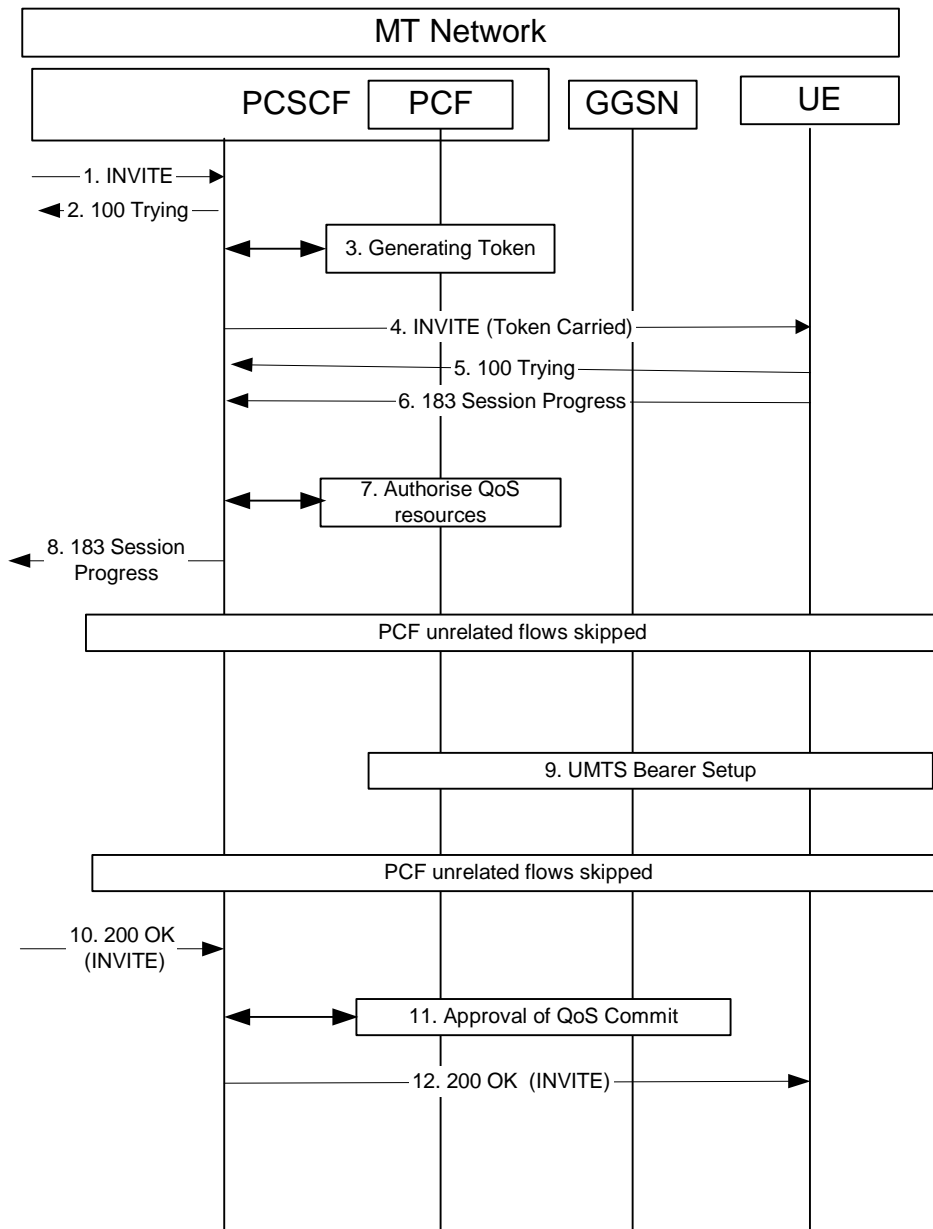 MT Network
PCSCF
PCF
GGSN
UE
1. INVITE
2. 100 Trying
3. Generating Token
4. INVITE (Token Carried)
5. 100 Trying
6. 183 Session Progress
7. Authorise QoS
resources
8. 183 Session
Progress
PCF unrelated flows skipped
9. UMTS Bearer Setup
PCF unrelated flows skipped
10. 200 OK
(INVITE)
11. Approval of QoS Commit
12. 200 OK (INVITE)